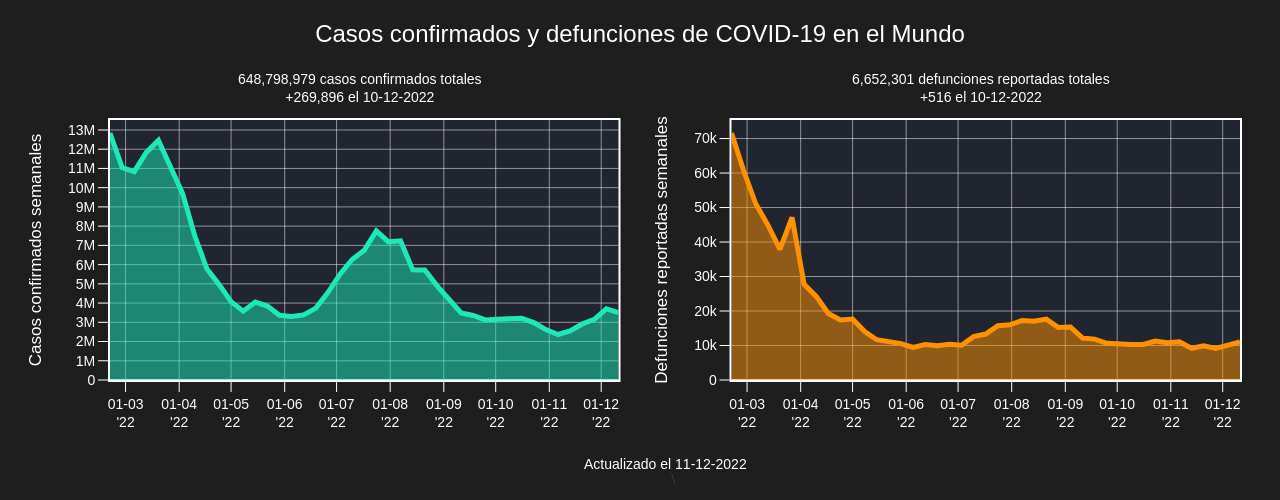 Casos confirmados y defunciones de COVID-19 en el Mundo
648,798,979 casos confirmados totales
+269,896 el 10-12-2022
Casos confirmados semanales
13M
12M
11M
10M
9M
8M
7M
6M
5M
4M
3M
2M
1M
0
01-03 01-04 01-05 01-06 01-07 01-08 01-09 01-10 01-11 01-12
'22 '22 '22 '22 '22 '22 '22 '22 '22 '22
6,652,301 defunciones reportadas totales
+516 el 10-12-2022
Defunciones reportadas semanales
70k
60k
50k
40k
30k
20k
10k
0
01-03 01-04 01-05 01-06 01-07 01-08 01-09 01-10 01-11 01-12
'22 '22 '22 '22 '22 '22 '22 '22 '22 '22
Actualizado el 11-12-2022
\